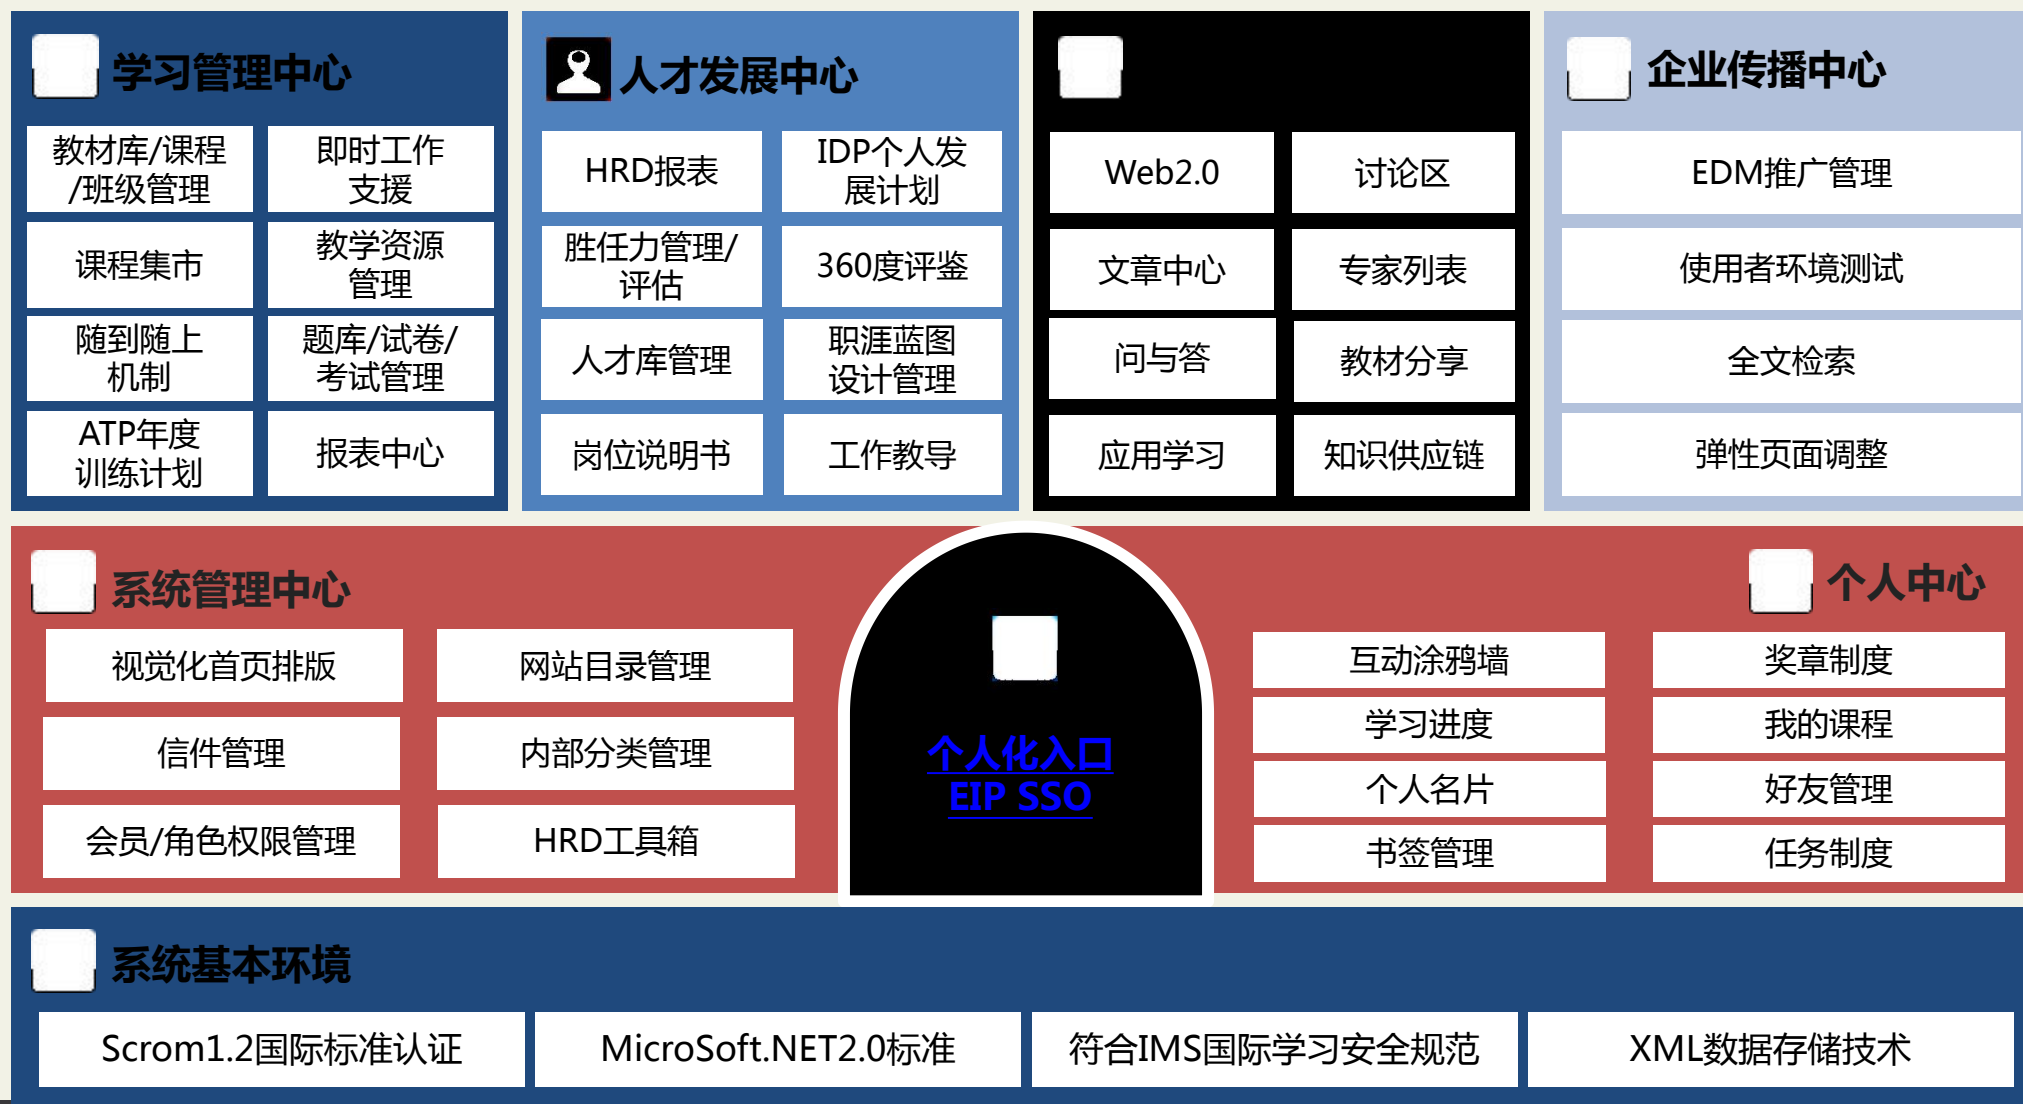 学习管理中心
教材库/课程
/班级管理
即时工作
支援
课程集市
教学资源
管理
随到随上
机制
题库/试卷/
考试管理
ATP年度
训练计划
报表中心
人才发展中心
HRD报表
IDP个人发
展计划
胜任力管理/
评估
360度评鉴
人才库管理
职涯蓝图
设计管理
岗位说明书
工作教导
Web2.0
讨论区
文章中心
专家列表
问与答
教材分享
应用学习
知识供应链
企业传播中心
EDM推广管理
使用者环境测试
全文检索
弹性页面调整
系统管理中心
视觉化首页排版
网站目录管理
信件管理
内部分类管理
会员/角色权限管理
HRD工具箱
个人化入口
EIP SSO
个人中心
互动涂鸦墙
奖章制度
学习进度
我的课程
个人名片
好友管理
书签管理
任务制度
系统基本环境
Scrom1.2国际标准认证
MicroSoft.NET2.0标准
符合IMS国际学习安全规范
XML数据存储技术